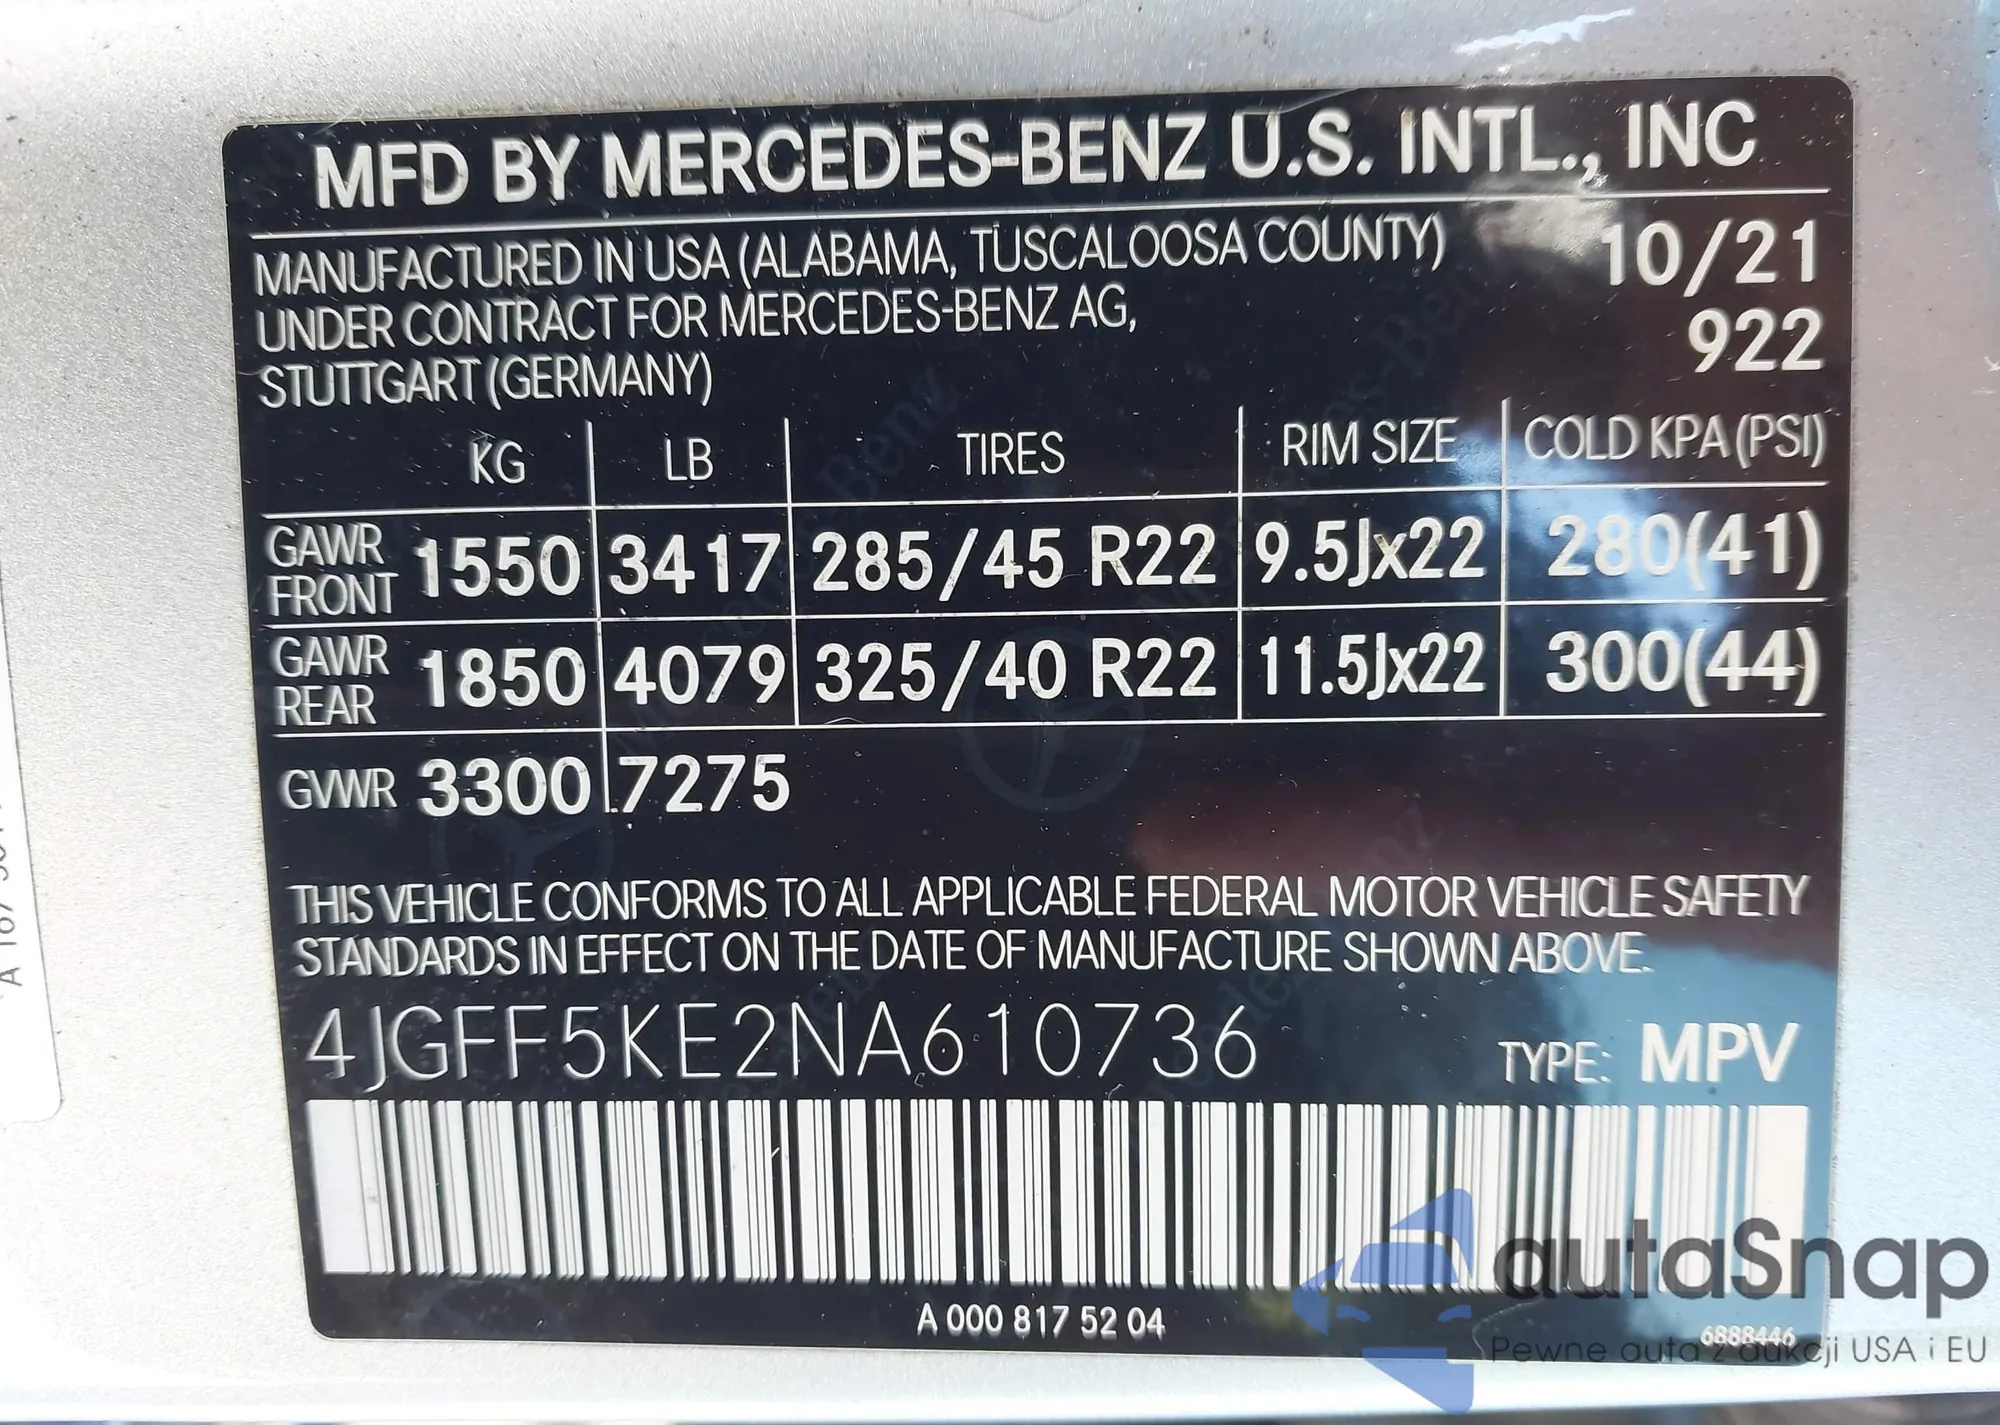 MFD BY MERCEDES-BENZ U.S. INTL., INC
MANUFACTURED IN USA (ALABAMA, TUSCALOOSA COUNTY) 10/21
UNDER CONTRACT FOR MERCEDES-BENZ AG, 922
STUTTGART (GERMANY)
KG LB TIRES RIM SIZE COLD KPA (PSI)
GAWR FRONT 1550 3417 285/45 R22 9.5Jx22 280(41)
GAWR REAR 1850 4079 325/40 R22 11.5Jx22 300(44)
GVWR 3300 7275
THIS VEHICLE CONFORMS TO ALL APPLICABLE FEDERAL MOTOR VEHICLE SAFETY
STANDARDS IN EFFECT ON THE DATE OF MANUFACTURE SHOWN ABOVE.
4JGFF5KE2NA610736 TYPE: MPV
A 000 817 52 04
6888446
autaSnap
Pewne auta z aukcji USA i EU